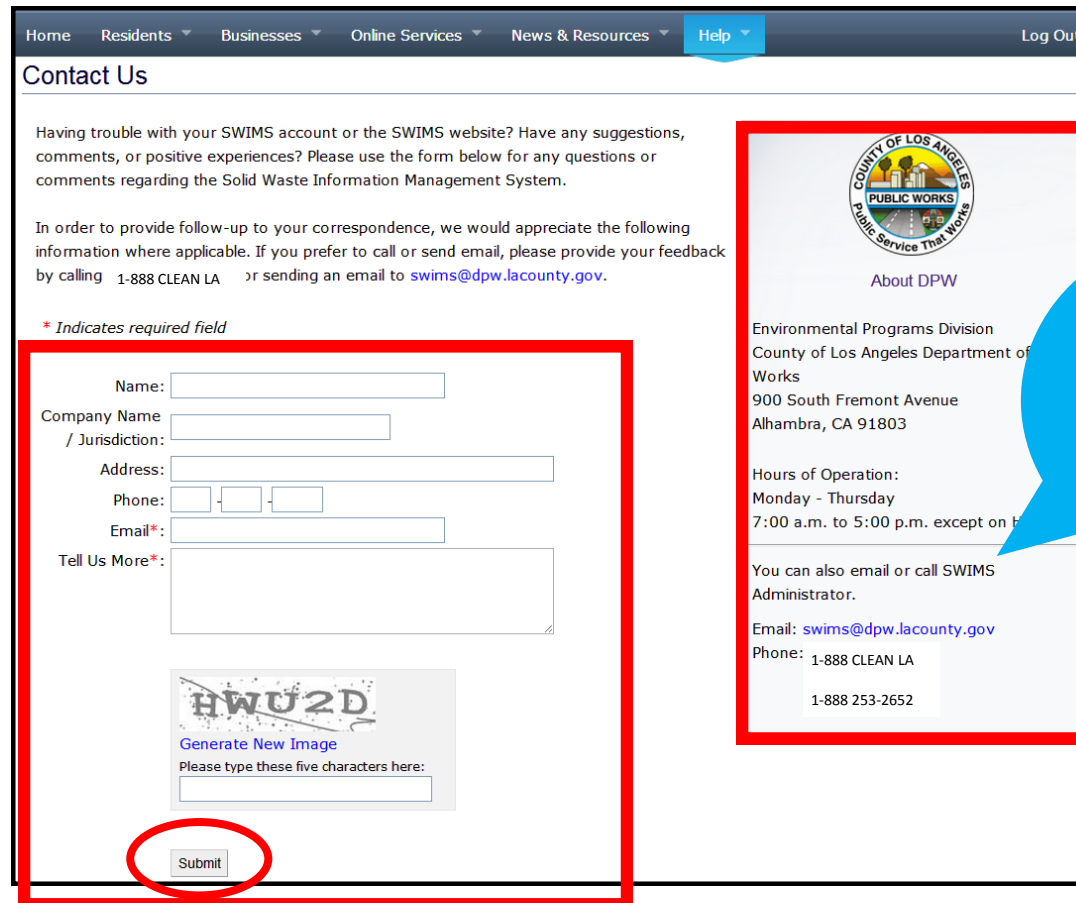 Home Residents Businesses Online Services News & Resources Help Log Out
Contact Us
Having trouble with your SWIMS account or the SWIMS website? Have any suggestions,
comments, or positive experiences? Please use the form below for any questions or
comments regarding the Solid Waste Information Management System.
In order to provide follow-up to your correspondence, we would appreciate the following
information where applicable. If you prefer to call or send email, please provide your feedback
by calling 1-888 CLEAN LA or sending an email to swims@dpw.lacounty.gov.
* Indicates required field
Name:
Company Name
/ Jurisdiction:
Address:
Phone: - -
Email*:
Tell Us More*:
HWU2D
Generate New Image
Please type these five characters here:
Submit
COUNTY OF LOS ANGELES
PUBLIC WORKS
Public Service That Works
About DPW
Environmental Programs Division
County of Los Angeles Department of
Works
900 South Fremont Avenue
Alhambra, CA 91803
Hours of Operation:
Monday - Thursday
7:00 a.m. to 5:00 p.m. except on
You can also email or call SWIMS
Administrator.
Email: swims@dpw.lacounty.gov
Phone: 1-888 CLEAN LA
1-888 253-2652